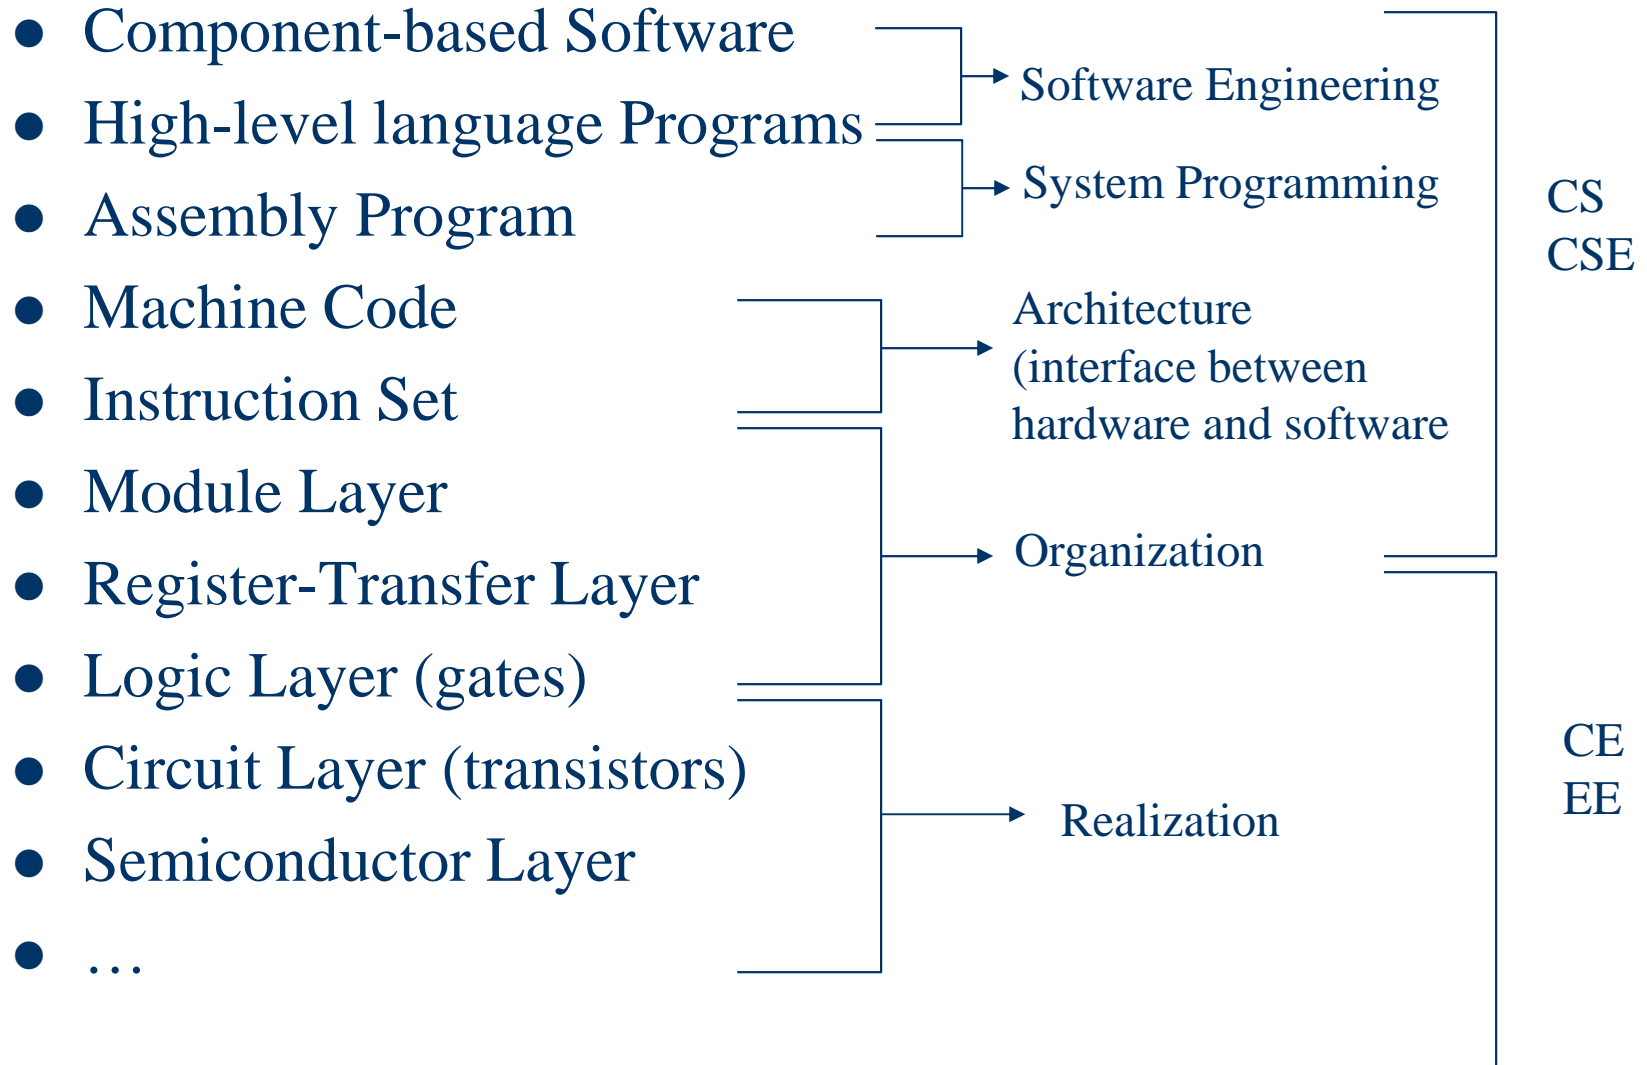 ● Component-based Software
● High-level language Programs
● Assembly Program
● Machine Code
● Instruction Set
● Module Layer
● Register-Transfer Layer
● Logic Layer (gates)
● Circuit Layer (transistors)
● Semiconductor Layer
● …
Software Engineering
System Programming
Architecture
(interface between
hardware and software
Organization
Realization
CS
CSE
CE
EE